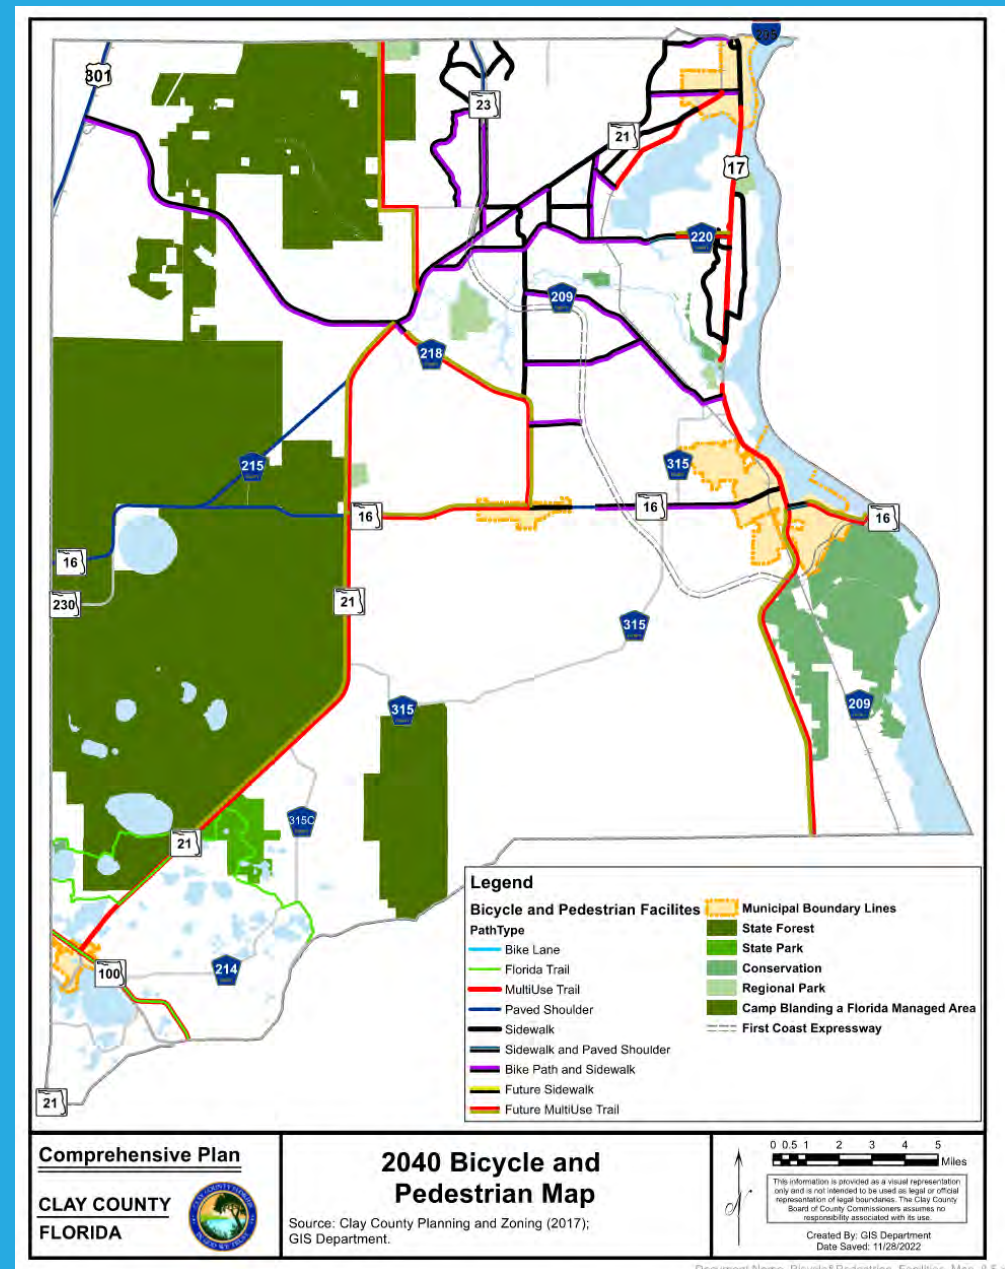 301
23
21
17
220
209
218
215
315
16
16
16
16
230
21
315
315
209
21
315C
100
214
21
Legend
Bicycle and Pedestrian Facilites
PathType
Bike Lane
Florida Trail
MultiUse Trail
Paved Shoulder
Sidewalk
Sidewalk and Paved Shoulder
Bike Path and Sidewalk
Future Sidewalk
Future MultiUse Trail
Municipal Boundary Lines
State Forest
State Park
Conservation
Regional Park
Camp Blanding a Florida Managed Area
First Coast Expressway
Comprehensive Plan
CLAY COUNTY
FLORIDA
2040 Bicycle and
Pedestrian Map
Source: Clay County Planning and Zoning (2017);
GIS Department.
N
0 0.5 1 2 3 4 5
Miles
This information is provided as a visual representation
only and is not intended to be used as legal or official
representation of legal boundaries. The Clay County
Board of County Commissioners assumes no
responsibility associated with its use.
Created By: GIS Department
Date Saved: 11/28/2022